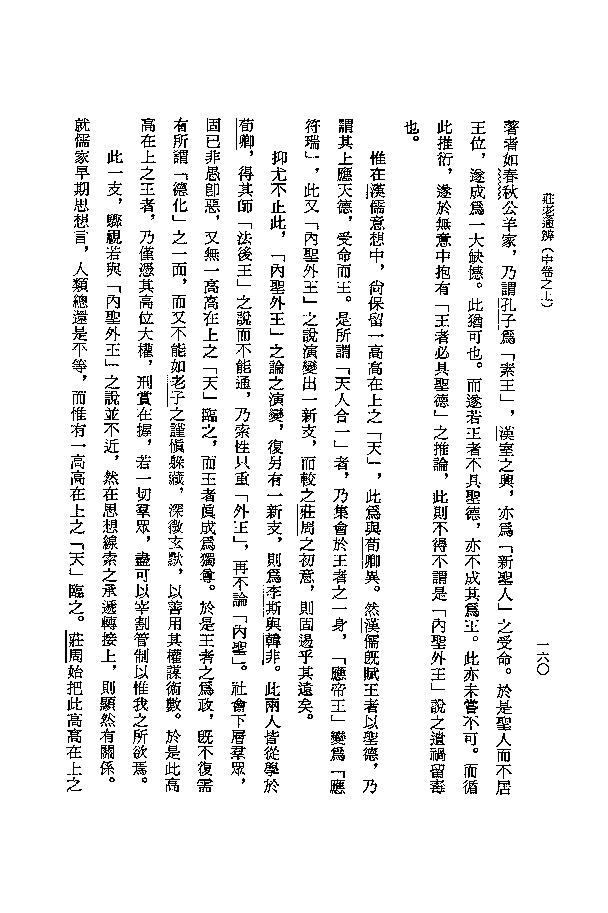 莊老通辨（中卷之上）
一六〇
著者如春秋公羊家，乃謂孔子爲「素王」，漢室之興，亦爲「新聖人」之受命。於是聖人而不居
王位，遂成爲一大缺憾。此猶可也。而遂若王者不具聖德，亦不成其爲王。此亦未嘗不可。而循
此推衍，遂於無意中抱有「王者必具聖德」之推論，此則不得不謂是「內聖外王」說之遺禍留毒
也。
惟在漢儒意想中，尙保留一高高在上之「天」，此爲與荀卿異。然漢儒旣賦王者以聖德，乃
謂其上應天德，受命而王。是所謂「天人合一」者，乃集會於王者之一身，「應帝王」變爲「應
符瑞」，此又「內聖外王」之說演變出一新支，而較之莊周之初意，則固遢乎其遠矣。
抑尤不止此，「內聖外王」之論之演變，復另有一新支，則爲李斯與韓非。此兩人皆從學於
荀卿，得其師「法後王」之說而不能通，乃索性只重「外王」，再不論「內聖」。社會下層羣眾，
固已非愚卽惡，又無一高高在上之「天」臨之，而王者眞成爲獨尊。於是王者之爲政，旣不復需
有所謂「德化」之一面，而又不能如老子之謹愼躲藏，深微玄默，以善用其權謀術數。於是此高
高在上之王者，乃僅憑其高位大權，刑賞在握，若一切羣眾，盡可以宰割管制以惟我之所欲焉。
此一支，驟視若與「內聖外王」之說並不近，然在思想線索之承遞轉接上，則顯然有關係。
就儒家早期思想言，人類總還是不等，而惟有一高高在上之「天」臨之。莊周始把此高高在上之